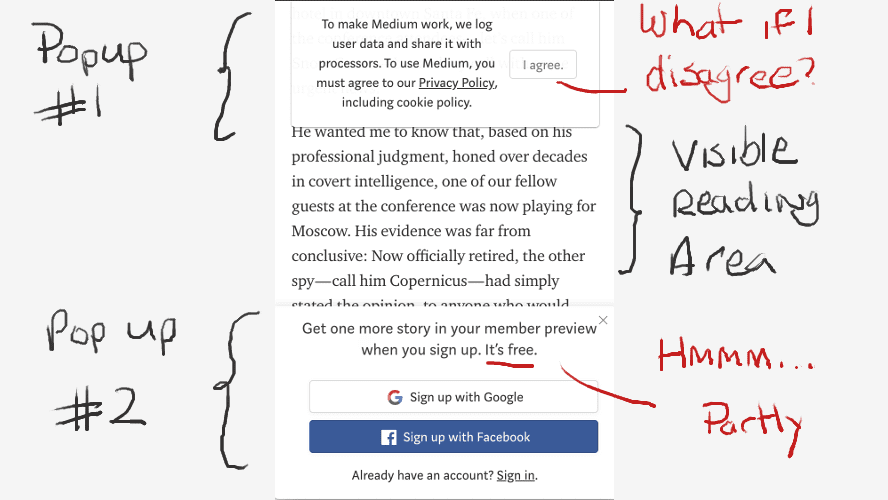 Popup
#1
To make Medium work, we log
user data and share it with
processors. To use Medium, you
must agree to our Privacy Policy,
including cookie policy.
I agree.
What if I
disagree?
He wanted me to know that, based on his
professional judgment, honed over decades
in covert intelligence, one of our fellow
guests at the conference was now playing for
Moscow. His evidence was far from
conclusive: Now officially retired, the other
spy—call him Copernicus—had simply
stated the opinion, to anyone who would
Visible
Reading
Area
Pop up
#2
Get one more story in your member preview
when you sign up. It's free.
Sign up with Google
Sign up with Facebook
Already have an account? Sign in.
Hmmm...
Partly